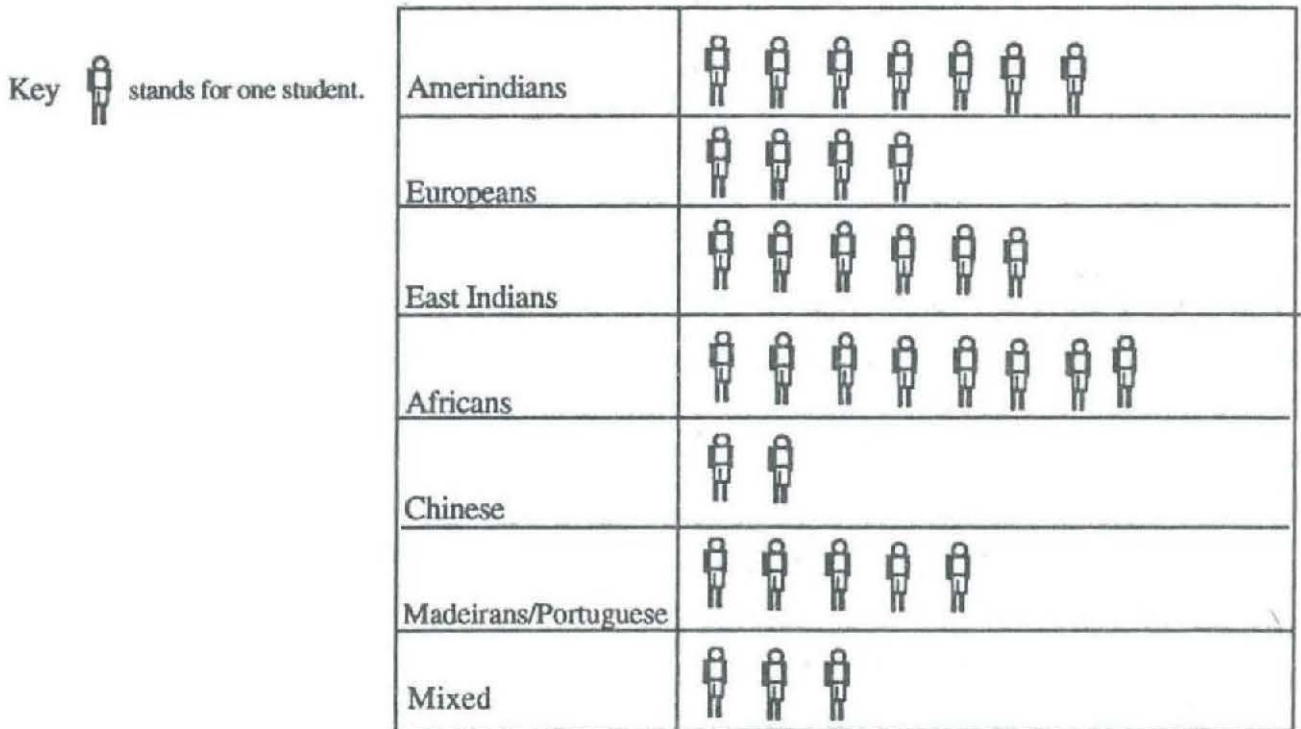 Key stands for one student.
Amerindians
Europeans
East Indians
Africans
Chinese
Madeirans/Portuguese
Mixed